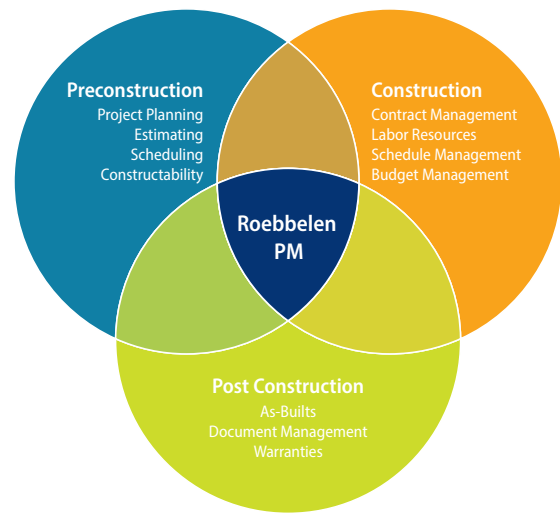 Preconstruction
Project Planning
Estimating
Scheduling
Constructability
Construction
Contract Management
Labor Resources
Schedule Management
Budget Management
Roebbelen
PM
Post Construction
As-Builts
Document Management
Warranties